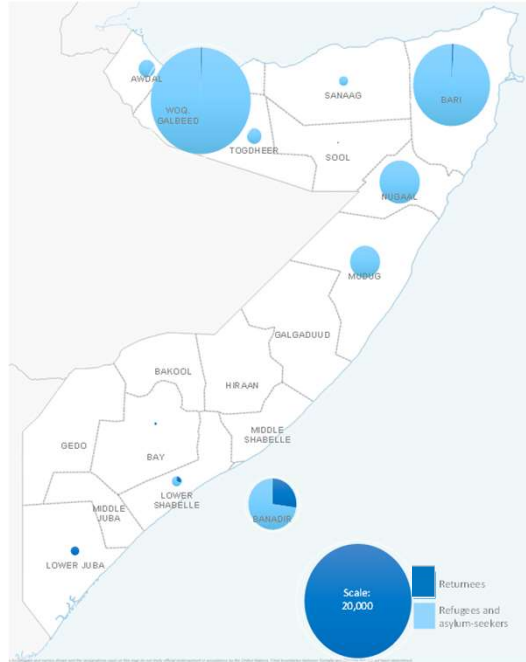 AWDAL
WOQ.
GALBEED
TOGDHEER
SANAAG
BARI
SOOL
NUGAAL
MUDUG
GALGADUUD
BAKOOL
HIRAAN
GEDO
BAY
MIDDLE
SHABELLE
LOWER
SHABELLE
MIDDLE
JUBA
BANADIR
LOWER JUBA
Scale:
20,000
Returnees
Refugees and
asylum-seekers